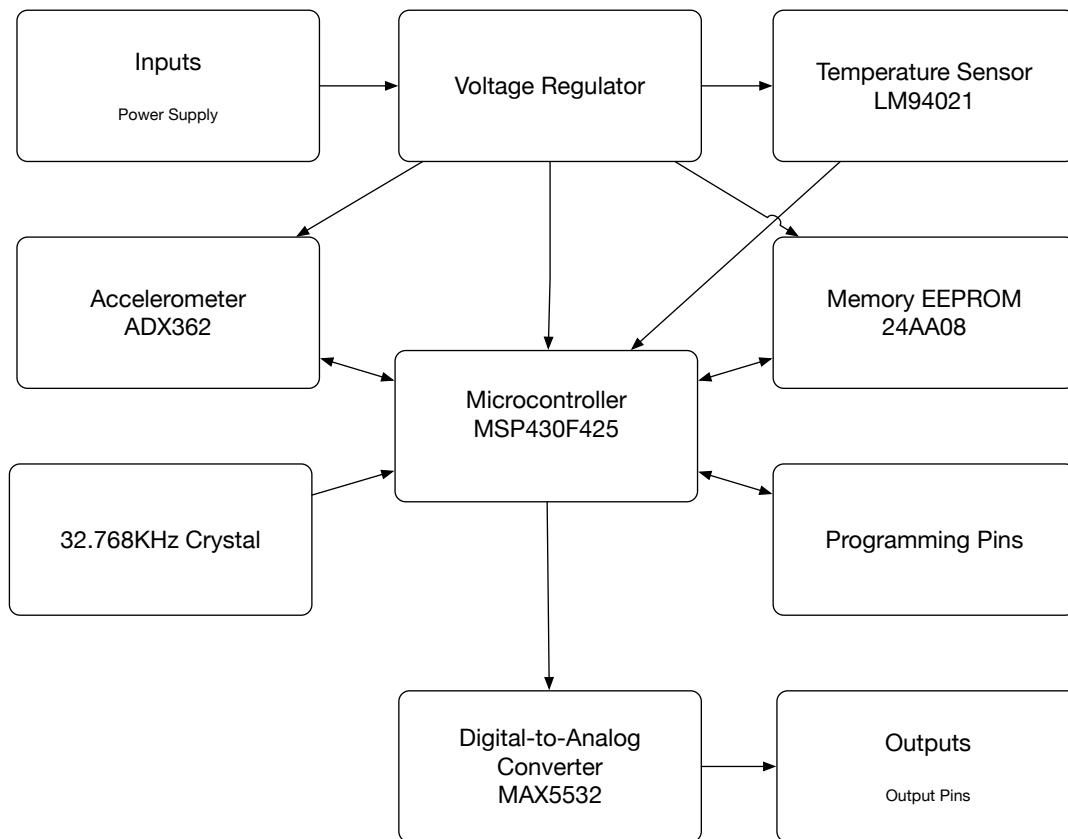 Inputs
Power Supply
Voltage Regulator
Temperature Sensor
LM94021
Accelerometer
ADX362
Memory EEPROM
24AA08
Microcontroller
MSP430F425
32.768KHz Crystal
Programming Pins
Digital-to-Analog
Converter
MAX5532
Outputs
Output Pins